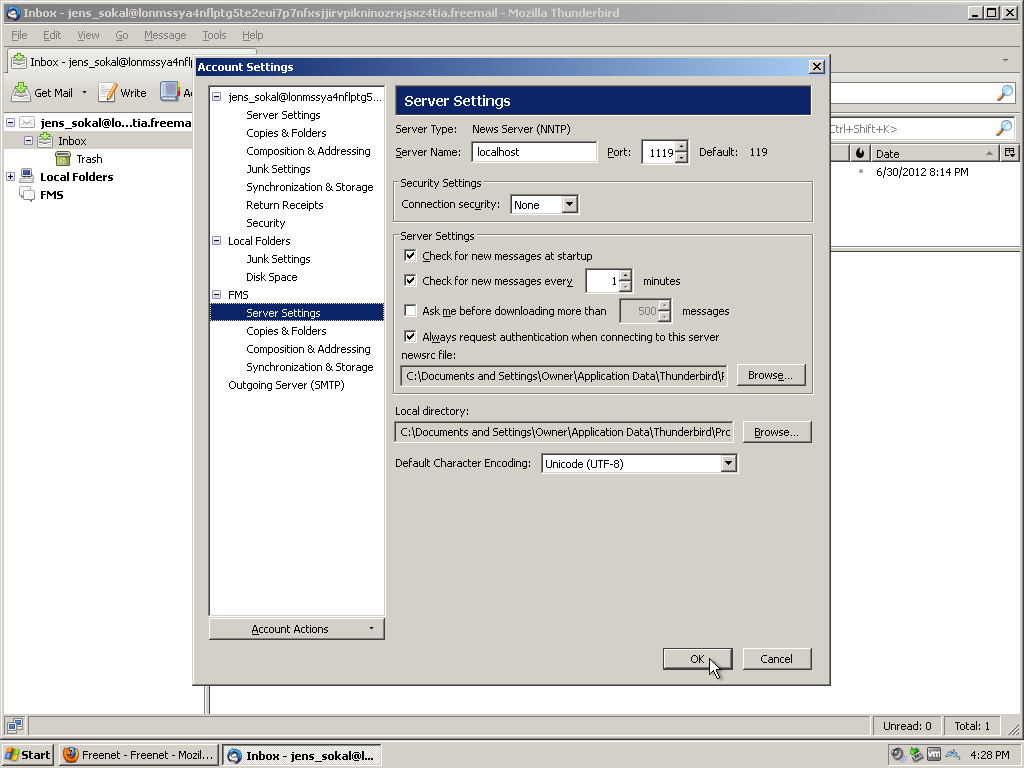 Inbox - jens_sokal@lonmssya4nflptg5te2eui7p7nfxsjjirvpikninozrxjsxz4tia.freemail - Mozilla Thunderbird
File Edit View Go Message Tools Help
Inbox - jens_sokal@lonmssya4nfl
Get Mail Write
jens_sokal@lo...tia.freema
Inbox
Trash
Local Folders
FMS
Ctrl+Shift+K>
Date
6/30/2012 8:14 PM
Account Settings
jens_sokal@lonmssya4nflptg5...
Server Settings
Copies & Folders
Composition & Addressing
Junk Settings
Synchronization & Storage
Return Receipts
Security
Local Folders
Junk Settings
Disk Space
FMS
Server Settings
Copies & Folders
Composition & Addressing
Synchronization & Storage
Outgoing Server (SMTP)
Account Actions
Server Settings
Server Type: News Server (NNTP)
Server Name: localhost Port: 1119 Default: 119
Security Settings
Connection security: None
Server Settings
Check for new messages at startup
Check for new messages every 1 minutes
Ask me before downloading more than 500 messages
Always request authentication when connecting to this server
newsrc file:
C:\Documents and Settings\Owner\Application Data\Thunderbird\ Browse...
Local directory:
C:\Documents and Settings\Owner\Application Data\Thunderbird\Prc Browse...
Default Character Encoding: Unicode (UTF-8)
OK Cancel
Unread: 0 Total: 1
Start Freenet - Freenet - Mozil... Inbox - jens_sokal@l... 4:28 PM